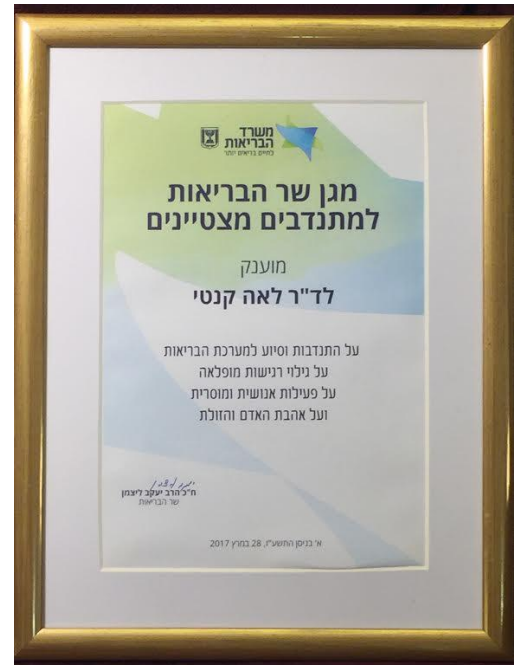 משרד
הבריאות
לחיים בריאים יותר
מגן שר הבריאות
למתנדבים מצטיינים
מוענק
לד"ר לאה קנטי
על התנדבות וסיוע למערכת הבריאות
על גילוי רגישות מופלאה
על פעילות אנושית ומוסרית
ועל אהבת האדם והזולת
ח"כ הרב יעקב ליצמן
שר הבריאות
א' בניסן התשע"ז, 28 במרץ 2017